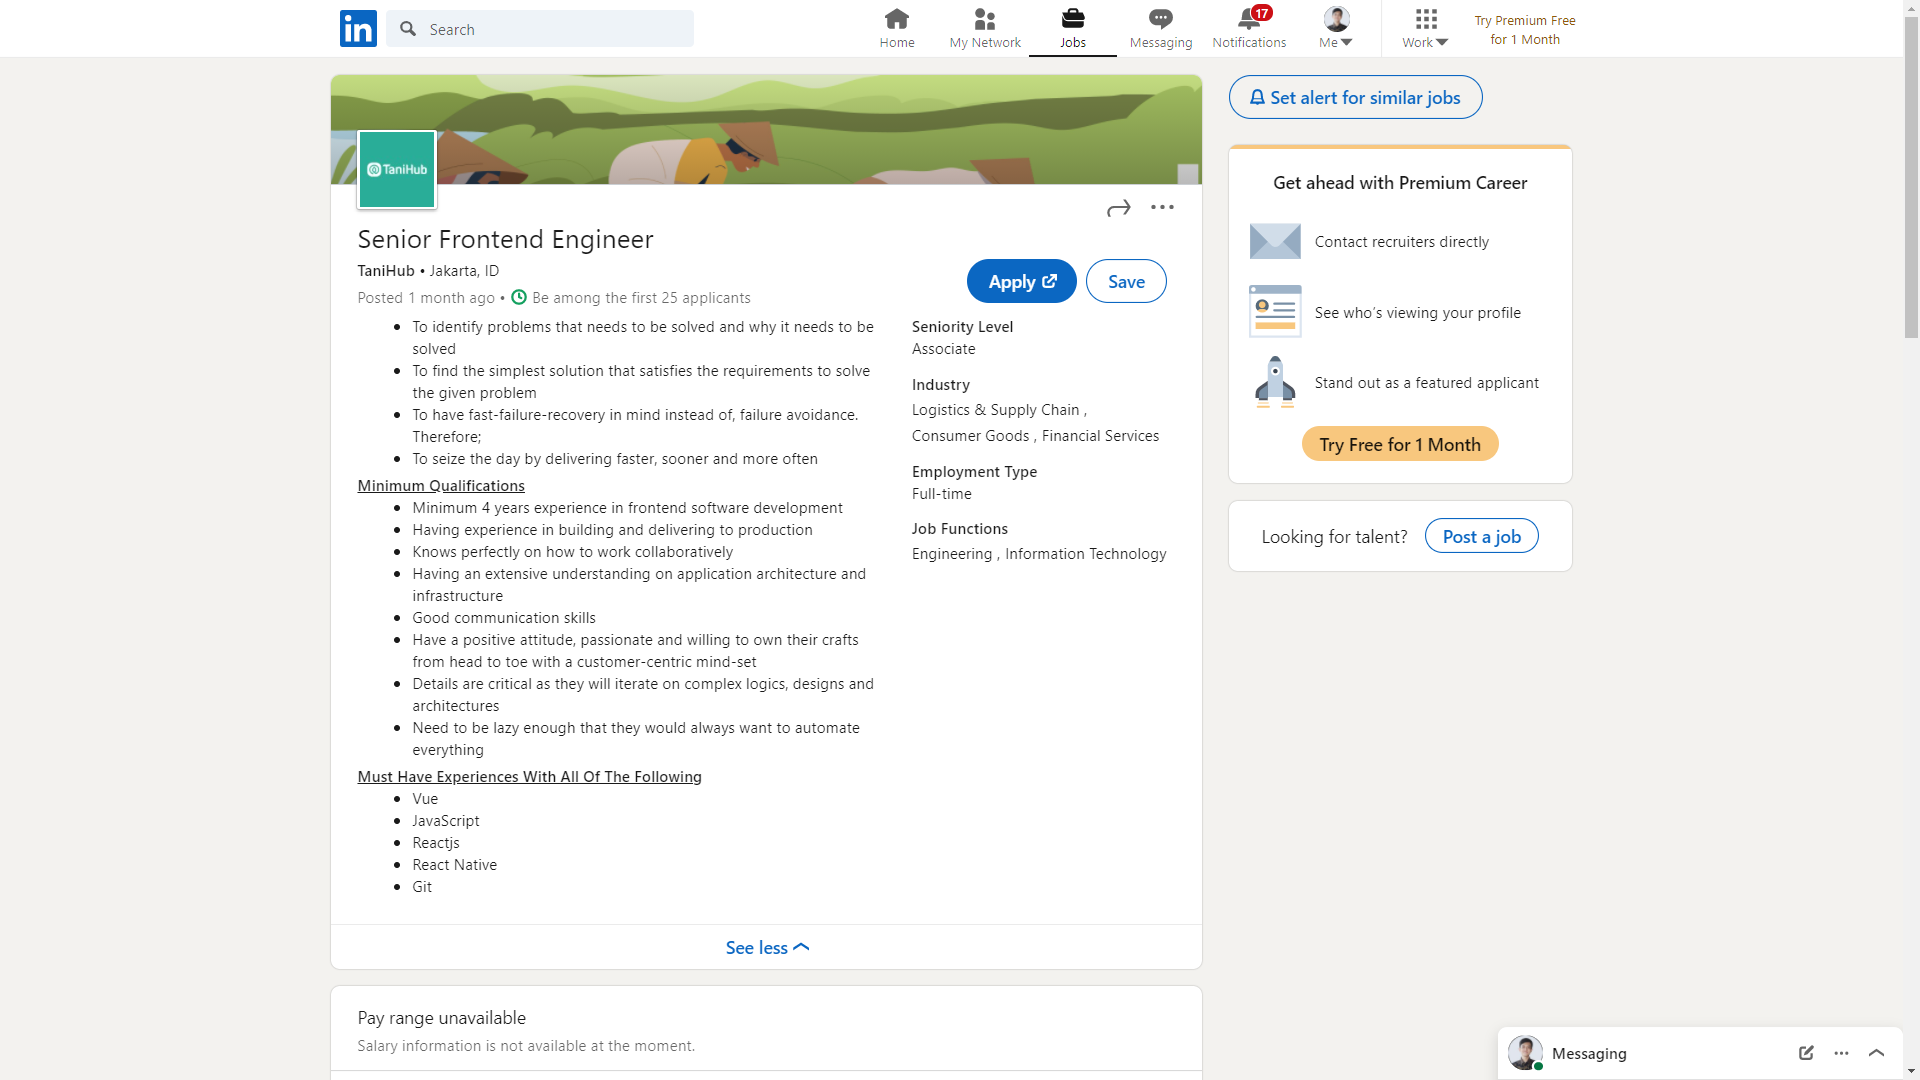 in
Search
Home
My Network
Jobs
Messaging
17
Notifications
Me
Work
Try Premium Free
for 1 Month
TaniHub
Senior Frontend Engineer
TaniHub • Jakarta, ID
Posted 1 month ago • Be among the first 25 applicants
Apply
Save
• To identify problems that needs to be solved and why it needs to be
solved
• To find the simplest solution that satisfies the requirements to solve
the given problem
• To have fast-failure-recovery in mind instead of, failure avoidance.
Therefore;
• To seize the day by delivering faster, sooner and more often
Minimum Qualifications
• Minimum 4 years experience in frontend software development
• Having experience in building and delivering to production
• Knows perfectly on how to work collaboratively
• Having an extensive understanding on application architecture and
infrastructure
• Good communication skills
• Have a positive attitude, passionate and willing to own their crafts
from head to toe with a customer-centric mind-set
• Details are critical as they will iterate on complex logics, designs and
architectures
• Need to be lazy enough that they would always want to automate
everything
Must Have Experiences With All Of The Following
• Vue
• JavaScript
• Reactjs
• React Native
• Git
Seniority Level
Associate
Industry
Logistics & Supply Chain ,
Consumer Goods , Financial Services
Employment Type
Full-time
Job Functions
Engineering , Information Technology
See less
Pay range unavailable
Salary information is not available at the moment.
Set alert for similar jobs
Get ahead with Premium Career
Contact recruiters directly
See who's viewing your profile
Stand out as a featured applicant
Try Free for 1 Month
Looking for talent?
Post a job
Messaging